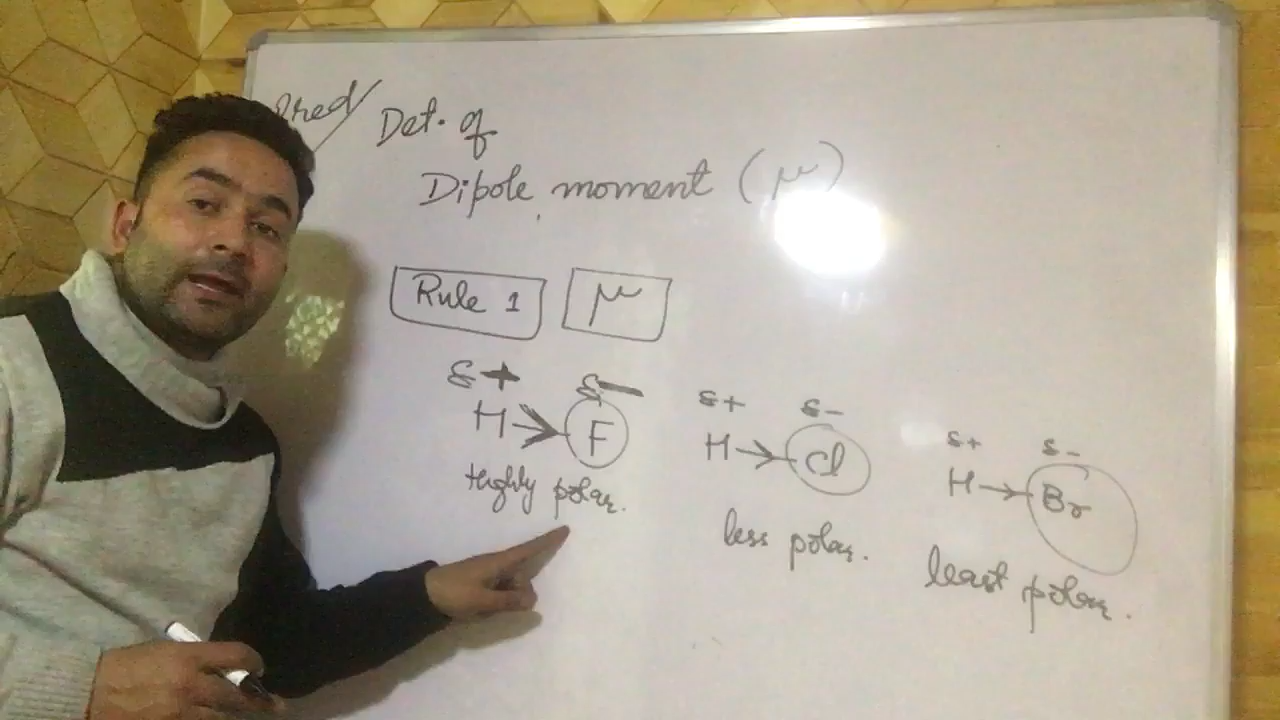 Det. of
Dipole moment (μ)
Rule 1 μ
δ+ δ- δ+ δ- δ+ δ-
H F H Cl H Br
Highly polar. less polar. least polar.